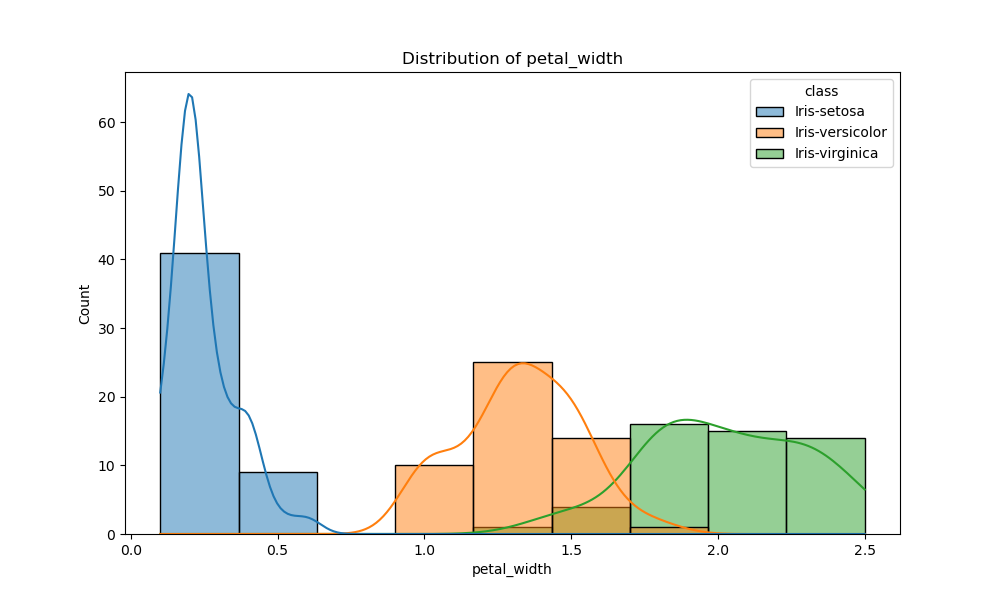 Distribution of petal_width
class
Iris-setosa
Iris-versicolor
Iris-virginica
Count
60
50
40
30
20
10
0
0.0 0.5 1.0 1.5 2.0 2.5
petal_width